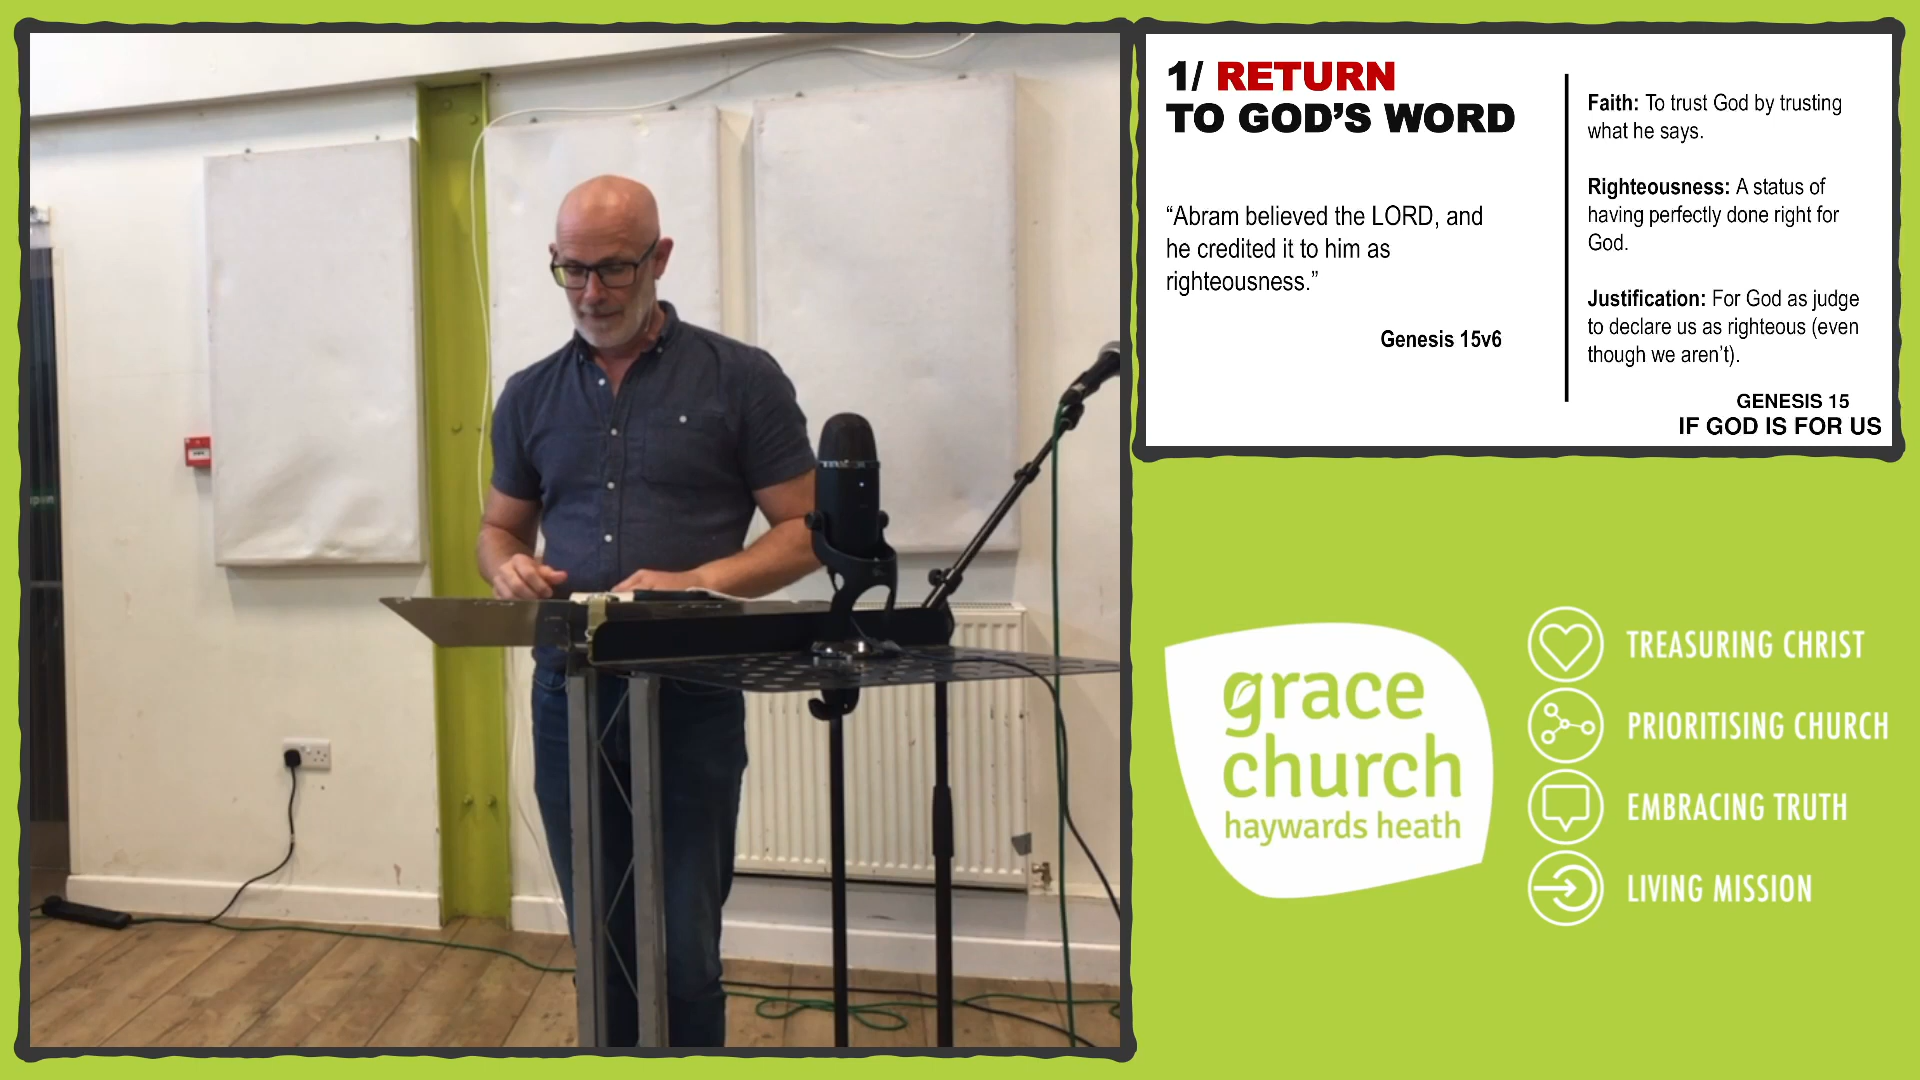 1/ RETURN
TO GOD’S WORD
“Abram believed the LORD, and
he credited it to him as
righteousness.”
Genesis 15v6
Faith: To trust God by trusting
what he says.
Righteousness: A status of
having perfectly done right for
God.
Justification: For God as judge
to declare us as righteous (even
though we aren’t).
GENESIS 15
IF GOD IS FOR US
grace
church
haywards heath
TREASURING CHRIST
PRIORITISING CHURCH
EMBRACING TRUTH
LIVING MISSION